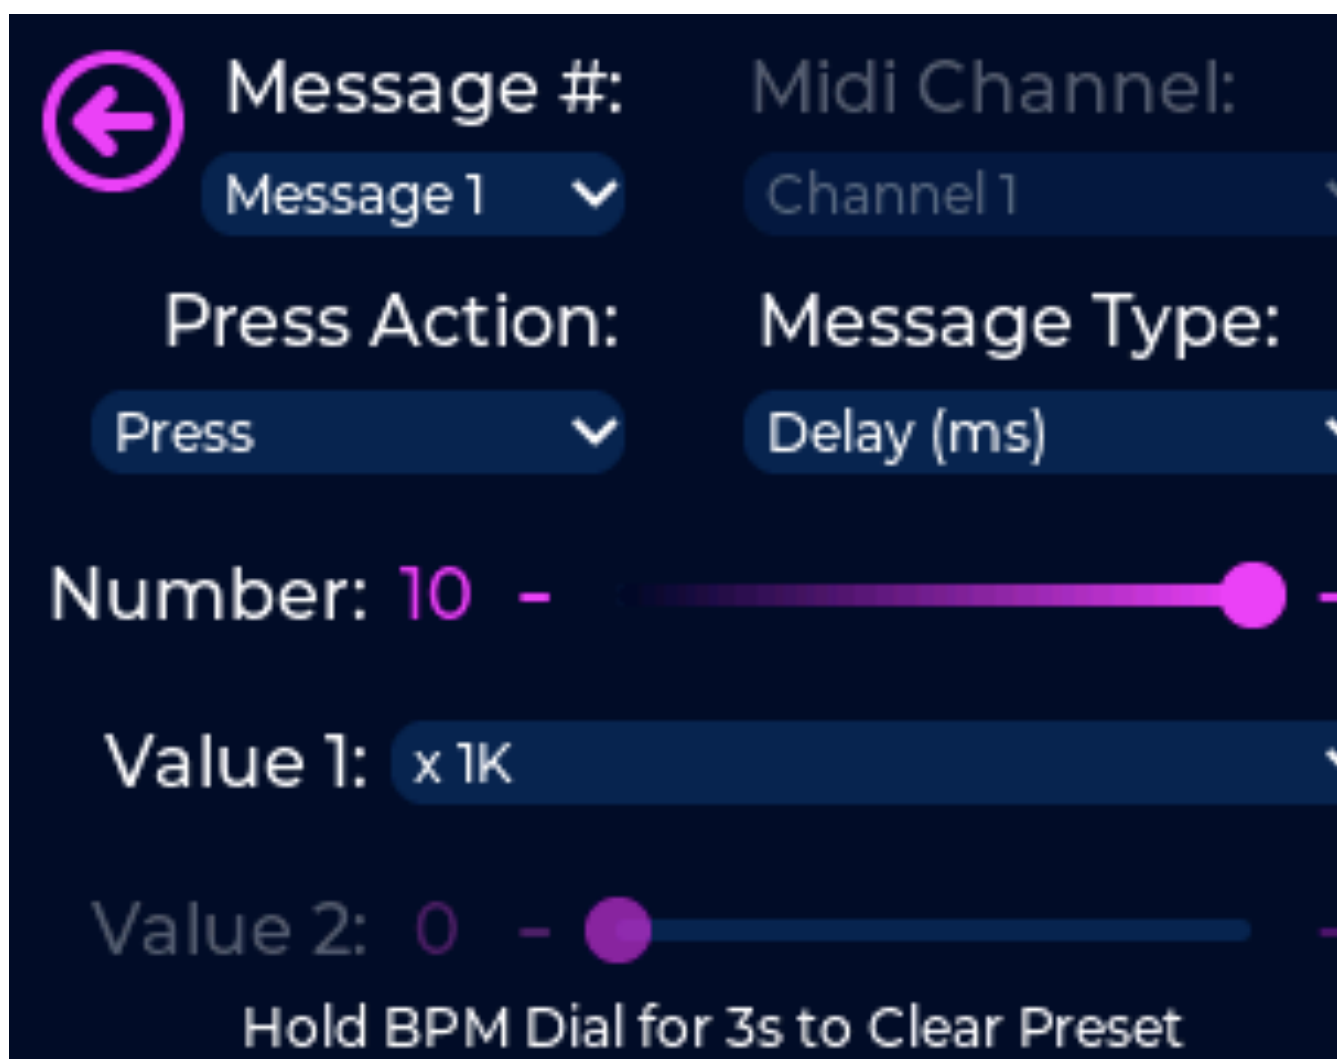 Message #: Midi Channel:
Message 1 Channel 1
Press Action: Message Type:
Press Delay (ms)
Number: 10 -
Value 1: x 1K
Value 2: 0 -
Hold BPM Dial for 3s to Clear Preset